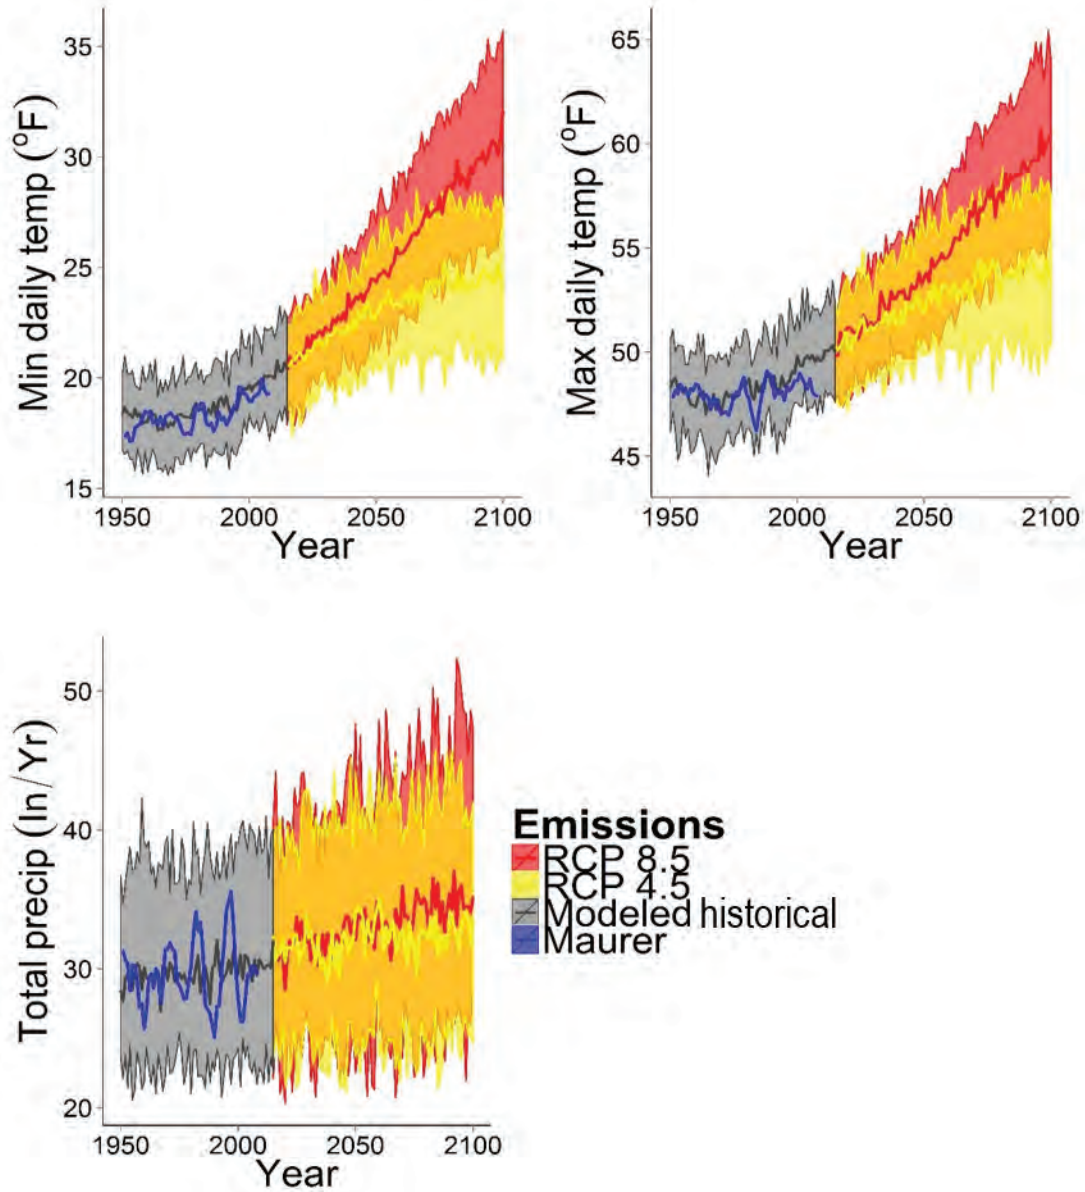 Min daily temp (°F)
35
30
25
20
15
1950 2000 2050 2100
Year
Max daily temp (°F)
65
60
55
50
45
1950 2000 2050 2100
Year
Total precip (In/Yr)
50
40
30
20
1950 2000 2050 2100
Year
Emissions
RCP 8.5
RCP 4.5
Modeled historical
Maurer